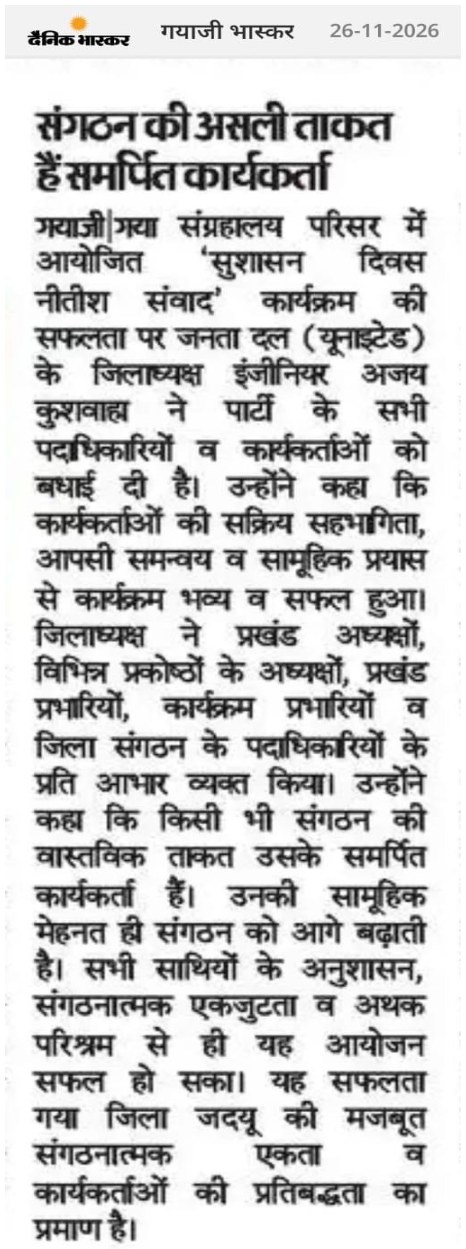 दैनिक भास्कर
गयाजी भास्कर
26-11-2026
संगठन की असली ताकत
हैं समर्पित कार्यकर्ता
गयाजी|गया संग्रहालय परिसर में
आयोजित ‘सुशासन दिवस
नीतीश संवाद’ कार्यक्रम की
सफलता पर जनता दल (यूनाइटेड)
के जिलाध्यक्ष इंजीनियर अजय
कुशवाहा ने पार्टी के सभी
पदाधिकारियों व कार्यकर्ताओं को
बधाई दी है। उन्होंने कहा कि
कार्यकर्ताओं की सक्रिय सहभागिता,
आपसी समन्वय व सामूहिक प्रयास
से कार्यक्रम भव्य व सफल हुआ।
जिलाध्यक्ष ने प्रखंड अध्यक्षों,
विभिन्न प्रकोष्ठों के अध्यक्षों, प्रखंड
प्रभारियों, कार्यक्रम प्रभारियों व
जिला संगठन के पदाधिकारियों के
प्रति आभार व्यक्त किया। उन्होंने
कहा कि किसी भी संगठन की
वास्तविक ताकत उसके समर्पित
कार्यकर्ता हैं। उनकी सामूहिक
मेहनत ही संगठन को आगे बढ़ाती
है। सभी साथियों के अनुशासन,
संगठनात्मक एकजुटता व अथक
परिश्रम से ही यह आयोजन
सफल हो सका। यह सफलता
गया जिला जदयू की मजबूत
संगठनात्मक एकता व
कार्यकर्ताओं की प्रतिबद्धता का
प्रमाण है।